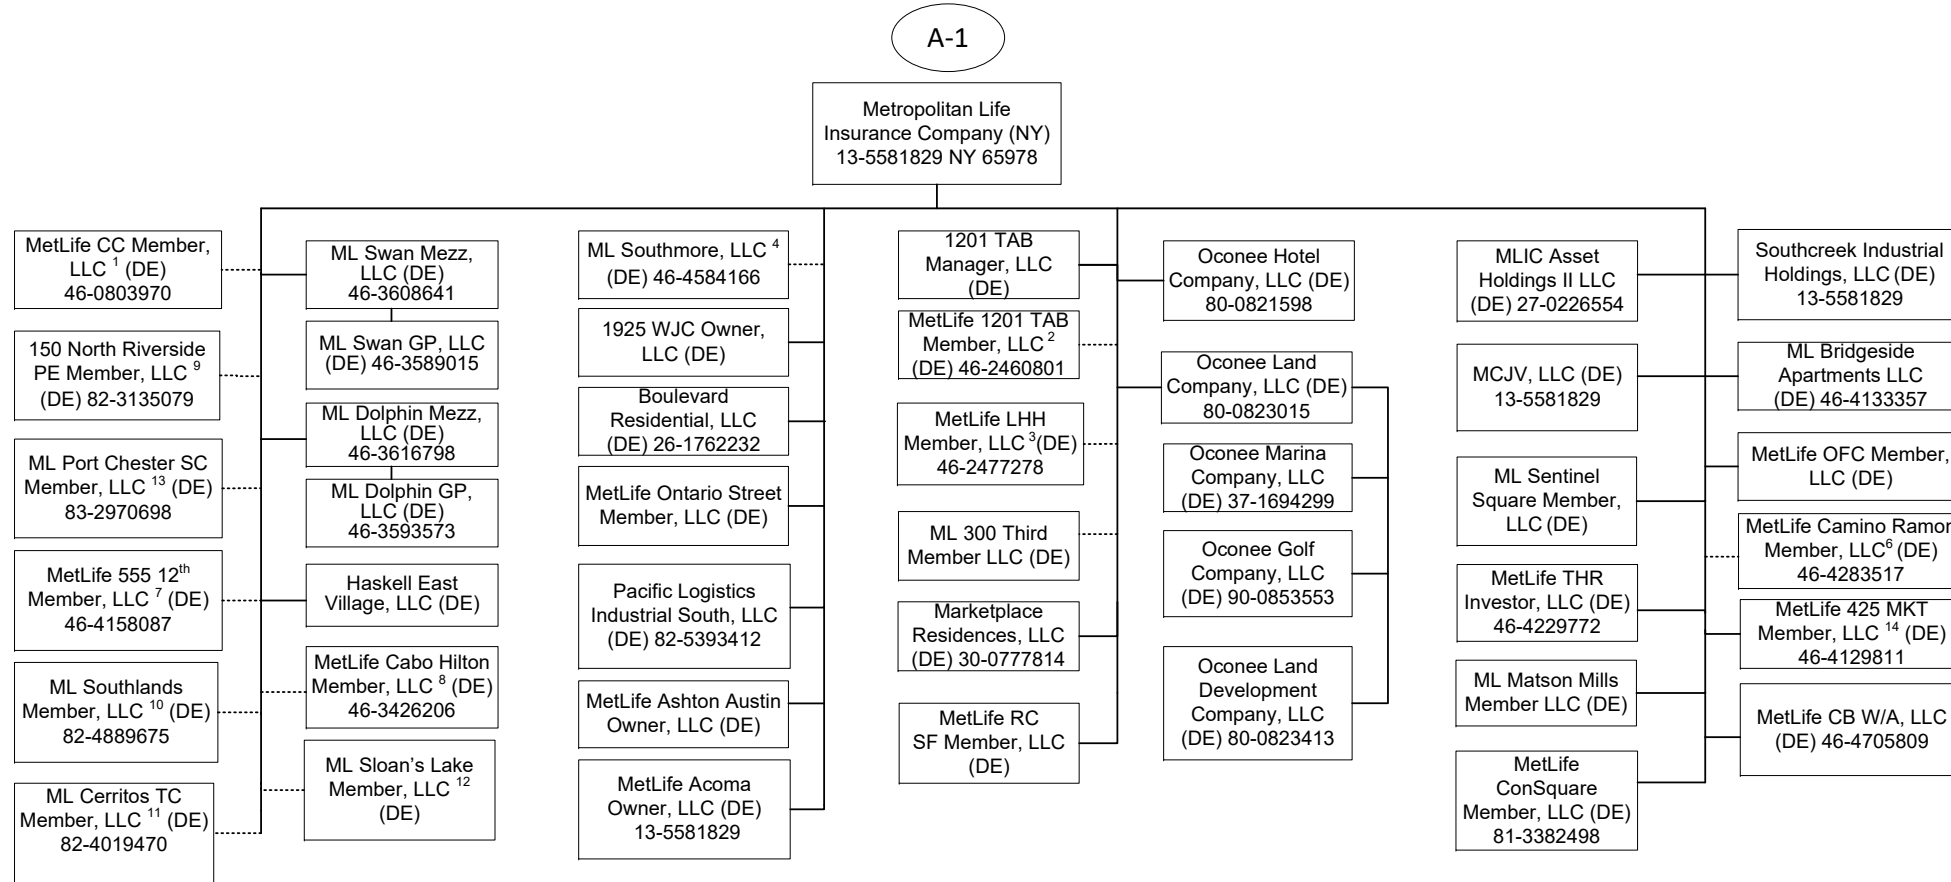 A-1
Metropolitan Life
Insurance Company (NY)
13-5581829 NY 65978
MetLife CC Member,
LLC 1 (DE)
46-0803970
150 North Riverside
PE Member, LLC 9
(DE) 82-3135079
ML Port Chester SC
Member, LLC 13 (DE)
83-2970698
MetLife 555 12th
Member, LLC 7 (DE)
46-4158087
ML Southlands
Member, LLC 10 (DE)
82-4889675
ML Cerritos TC
Member, LLC 11 (DE)
82-4019470
ML Swan Mezz,
LLC (DE)
46-3608641
ML Swan GP, LLC
(DE) 46-3589015
ML Dolphin Mezz,
LLC (DE)
46-3616798
ML Dolphin GP,
LLC (DE)
46-3593573
Haskell East
Village, LLC (DE)
MetLife Cabo Hilton
Member, LLC 8 (DE)
46-3426206
ML Sloan's Lake
Member, LLC 12
(DE)
ML Southmore, LLC 4
(DE) 46-4584166
1925 WJC Owner,
LLC (DE)
Boulevard
Residential, LLC
(DE) 26-1762232
MetLife Ontario Street
Member, LLC (DE)
Pacific Logistics
Industrial South, LLC
(DE) 82-5393412
MetLife Ashton Austin
Owner, LLC (DE)
MetLife Acoma
Owner, LLC (DE)
13-5581829
1201 TAB
Manager, LLC
(DE)
MetLife 1201 TAB
Member, LLC 2
(DE) 46-2460801
MetLife LHH
Member, LLC 3(DE)
46-2477278
ML 300 Third
Member LLC (DE)
Marketplace
Residences, LLC
(DE) 30-0777814
MetLife RC
SF Member, LLC
(DE)
Oconee Hotel
Company, LLC (DE)
80-0821598
Oconee Land
Company, LLC (DE)
80-0823015
Oconee Marina
Company, LLC
(DE) 37-1694299
Oconee Golf
Company, LLC
(DE) 90-0853553
Oconee Land
Development
Company, LLC
(DE) 80-0823413
MLIC Asset
Holdings II LLC
(DE) 27-0226554
MCJV, LLC (DE)
13-5581829
ML Sentinel
Square Member,
LLC (DE)
MetLife THR
Investor, LLC (DE)
46-4229772
ML Matson Mills
Member LLC (DE)
MetLife
ConSquare
Member, LLC (DE)
81-3382498
Southcreek Industrial
Holdings, LLC (DE)
13-5581829
ML Bridgeside
Apartments LLC
(DE) 46-4133357
MetLife OFC Member,
LLC (DE)
MetLife Camino Ramon
Member, LLC6 (DE)
46-4283517
MetLife 425 MKT
Member, LLC 14 (DE)
46-4129811
MetLife CB W/A, LLC
(DE) 46-4705809